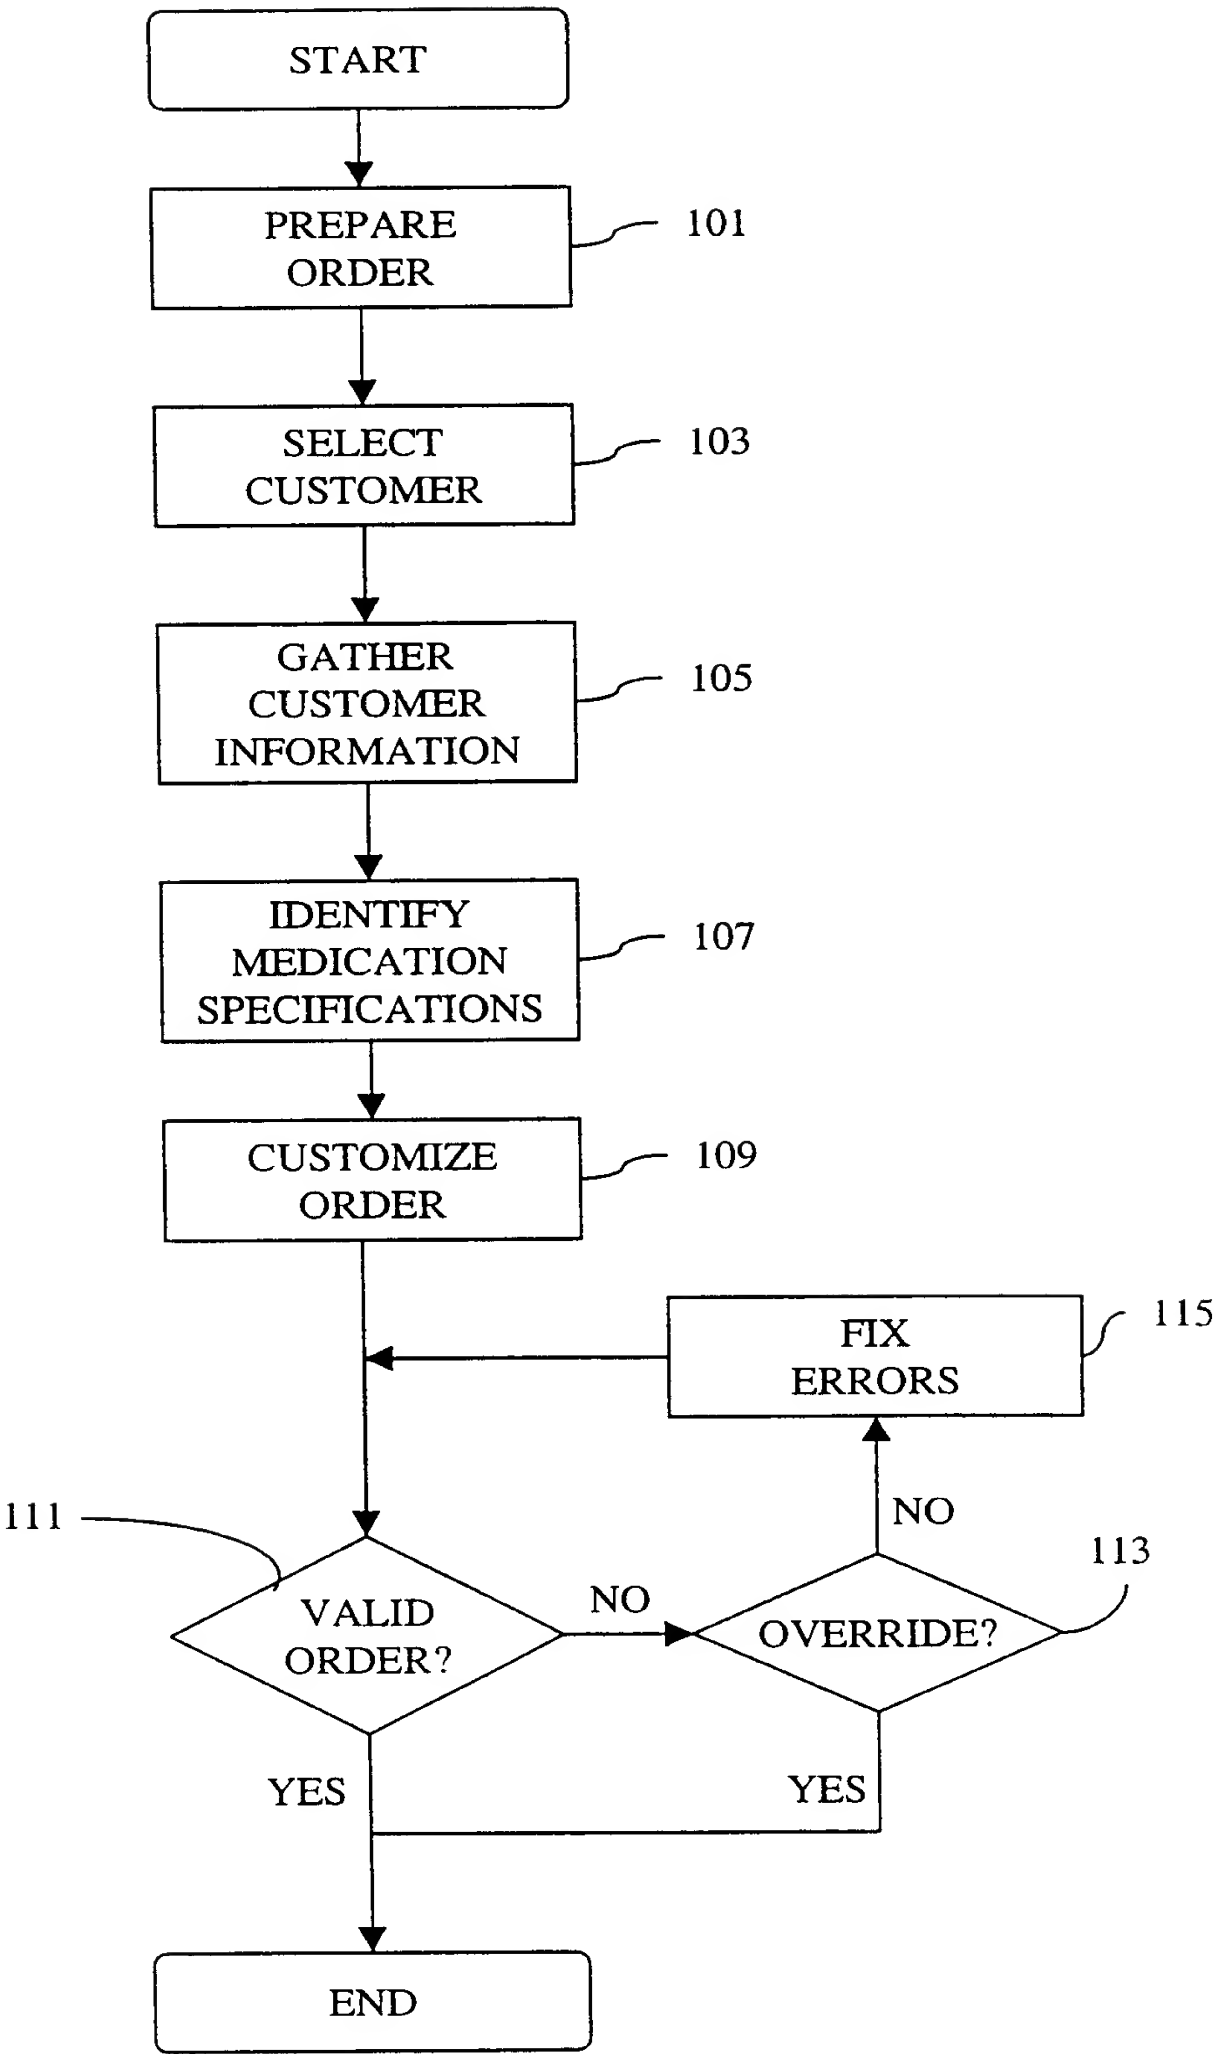 START
PREPARE
ORDER
101
SELECT
CUSTOMER
103
GATHER
CUSTOMER
INFORMATION
105
IDENTIFY
MEDICATION
SPECIFICATIONS
107
CUSTOMIZE
ORDER
109
FIX
ERRORS
115
NO
111
VALID
ORDER?
NO
OVERRIDE?
113
YES
YES
END